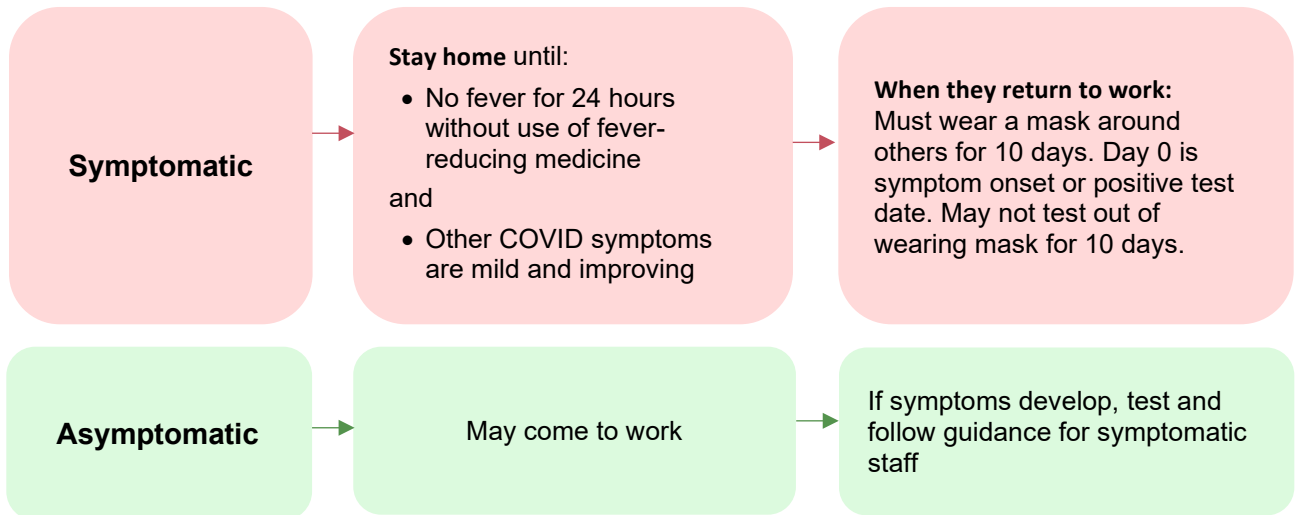 Symptomatic
Stay home until:
• No fever for 24 hours
without use of fever-
reducing medicine
and
• Other COVID symptoms
are mild and improving
When they return to work:
Must wear a mask around
others for 10 days. Day 0 is
symptom onset or positive test
date. May not test out of
wearing mask for 10 days.
Asymptomatic
May come to work
If symptoms develop, test and
follow guidance for symptomatic
staff